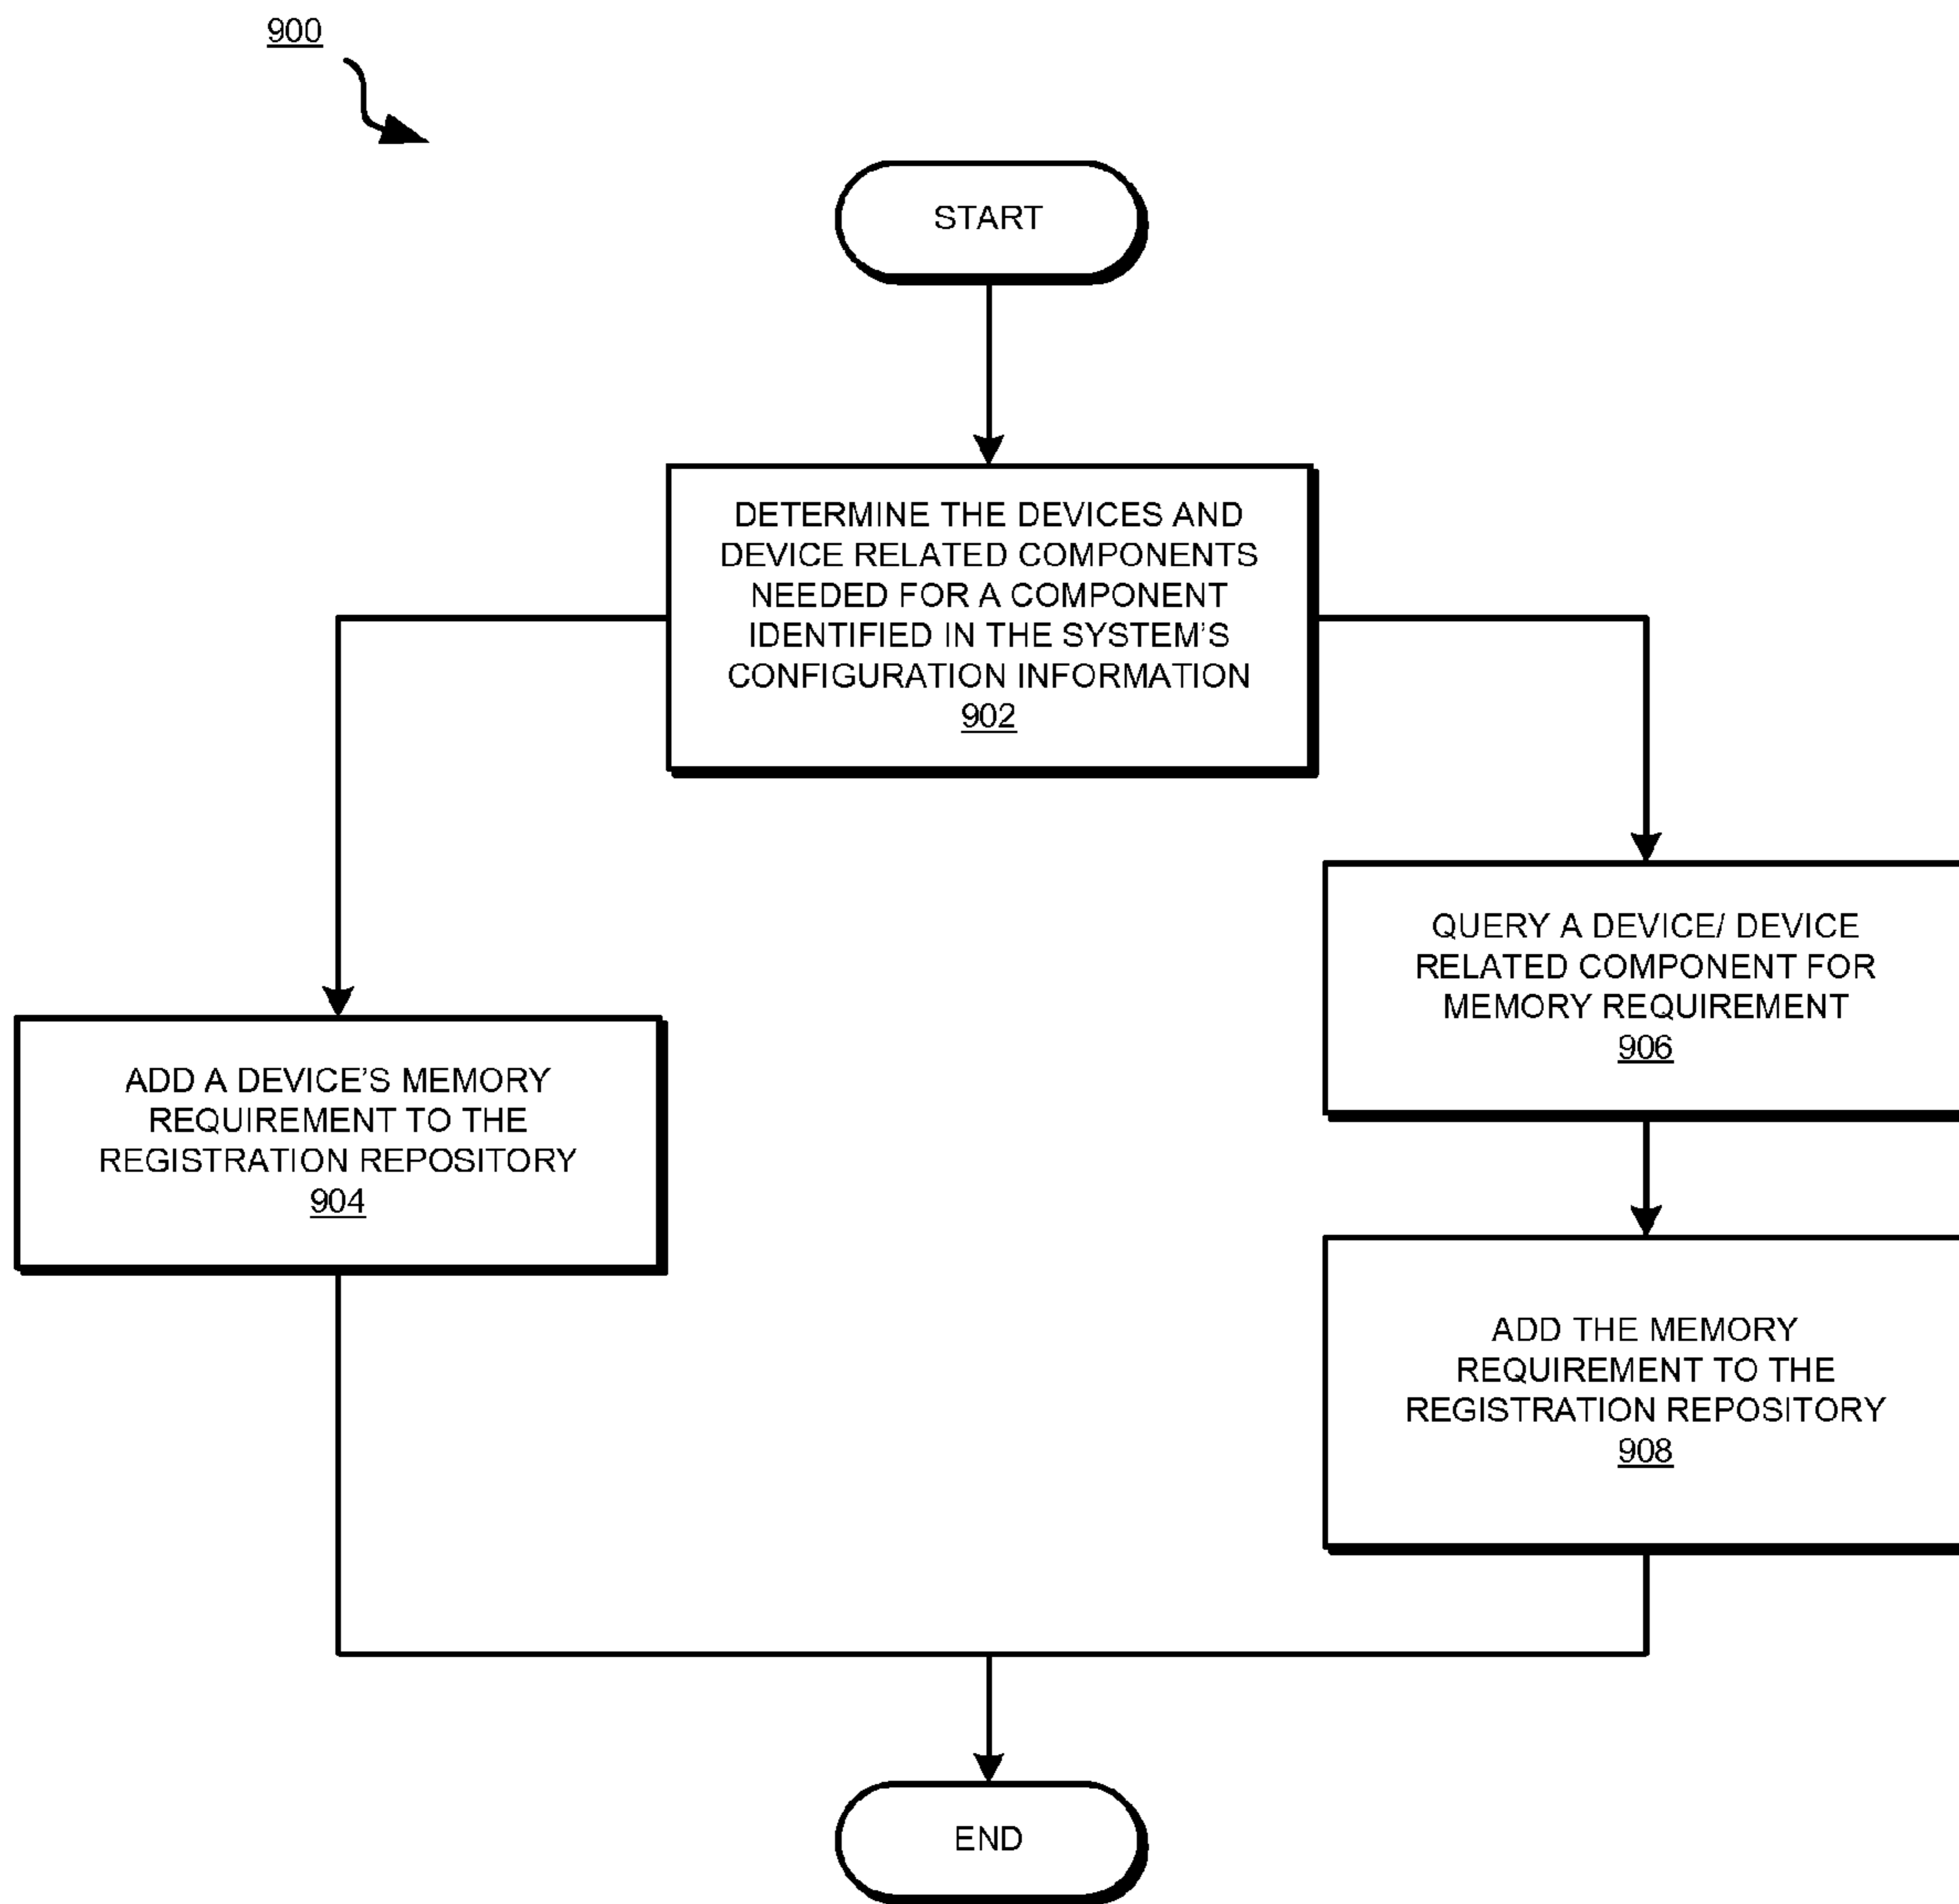 900
START
DETERMINE THE DEVICES AND
DEVICE RELATED COMPONENTS
NEEDED FOR A COMPONENT
IDENTIFIED IN THE SYSTEM'S
CONFIGURATION INFORMATION
902
ADD A DEVICE'S MEMORY
REQUIREMENT TO THE
REGISTRATION REPOSITORY
904
QUERY A DEVICE/ DEVICE
RELATED COMPONENT FOR
MEMORY REQUIREMENT
906
ADD THE MEMORY
REQUIREMENT TO THE
REGISTRATION REPOSITORY
908
END